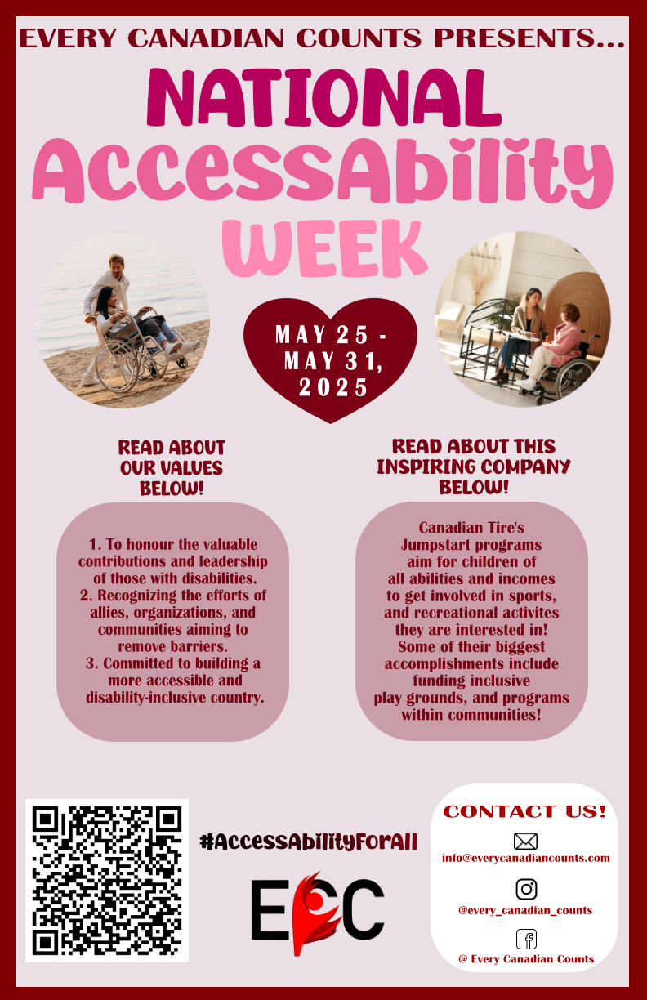 EVERY CANADIAN COUNTS PRESENTS...
NATIONAL
AccessAbility
WEEK
MAY 25 -
MAY 31,
2025
READ ABOUT
OUR VALUES
BELOW!
1. To honour the valuable
contributions and leadership
of those with disabilities.
2. Recognizing the efforts of
allies, organizations, and
communities aiming to
remove barriers.
3. Committed to building a
more accessible and
disability-inclusive country.
READ ABOUT THIS
INSPIRING COMPANY
BELOW!
Canadian Tire's
Jumpstart programs
aim for children of
all abilities and incomes
to get involved in sports,
and recreational activites
they are interested in!
Some of their biggest
accomplishments include
funding inclusive
play grounds, and programs
within communities!
#AccessAbilityForAll
ECC
CONTACT US!
info@everycanadiancounts.com
@every_canadian_counts
@ Every Canadian Counts